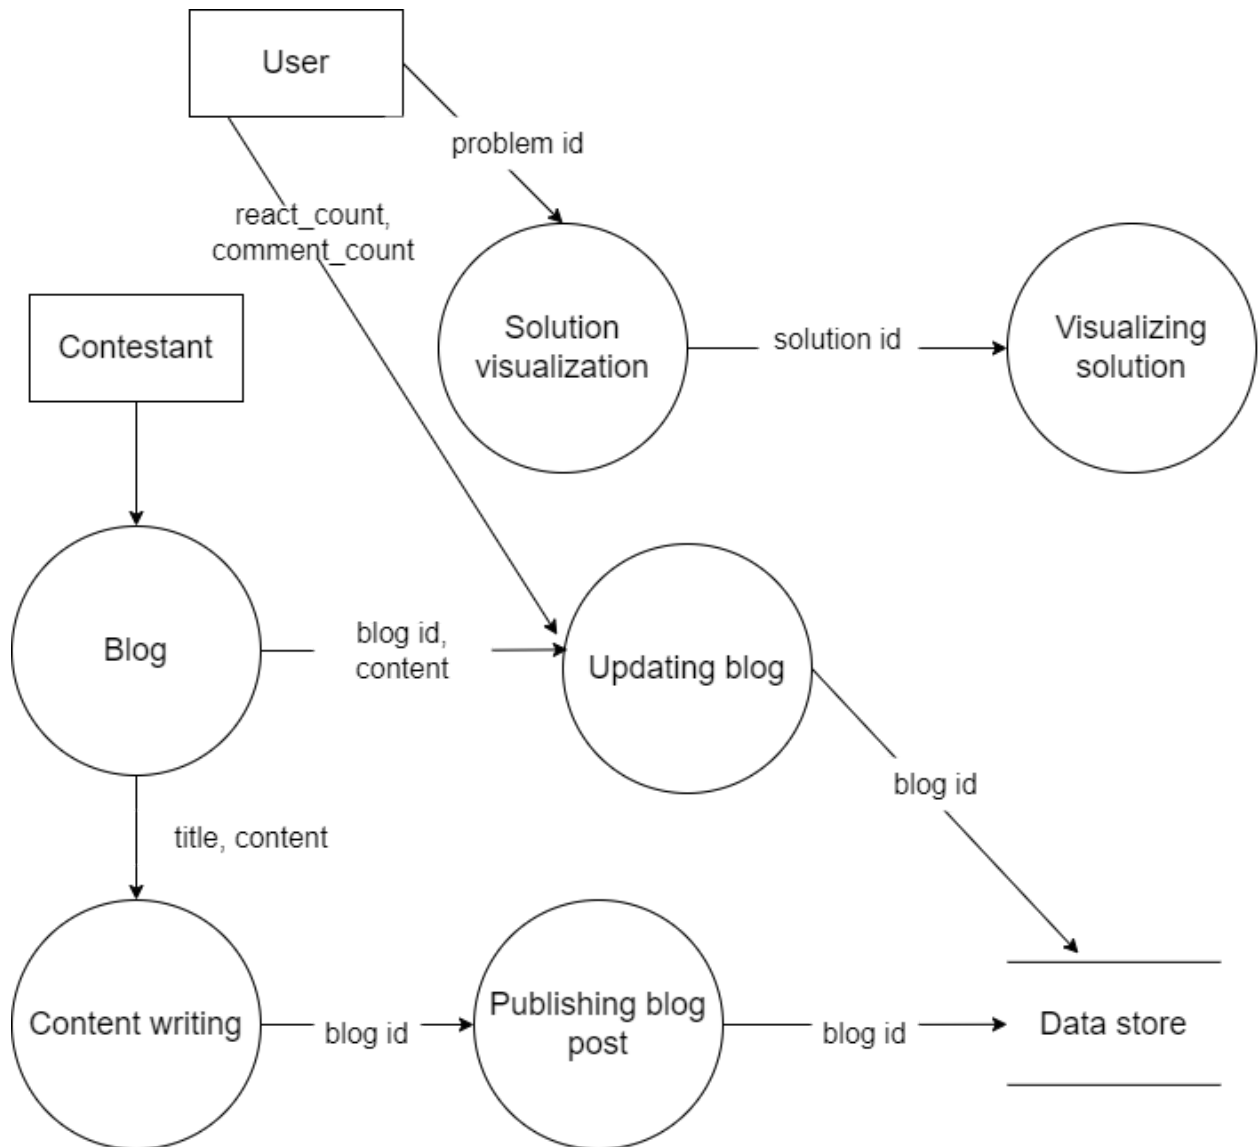 User
problem id
react_count,
comment_count
Contestant
Solution
visualization
solution id
Visualizing
solution
Blog
blog id,
content
Updating blog
blog id
title, content
Content writing
blog id
Publishing blog
post
blog id
Data store